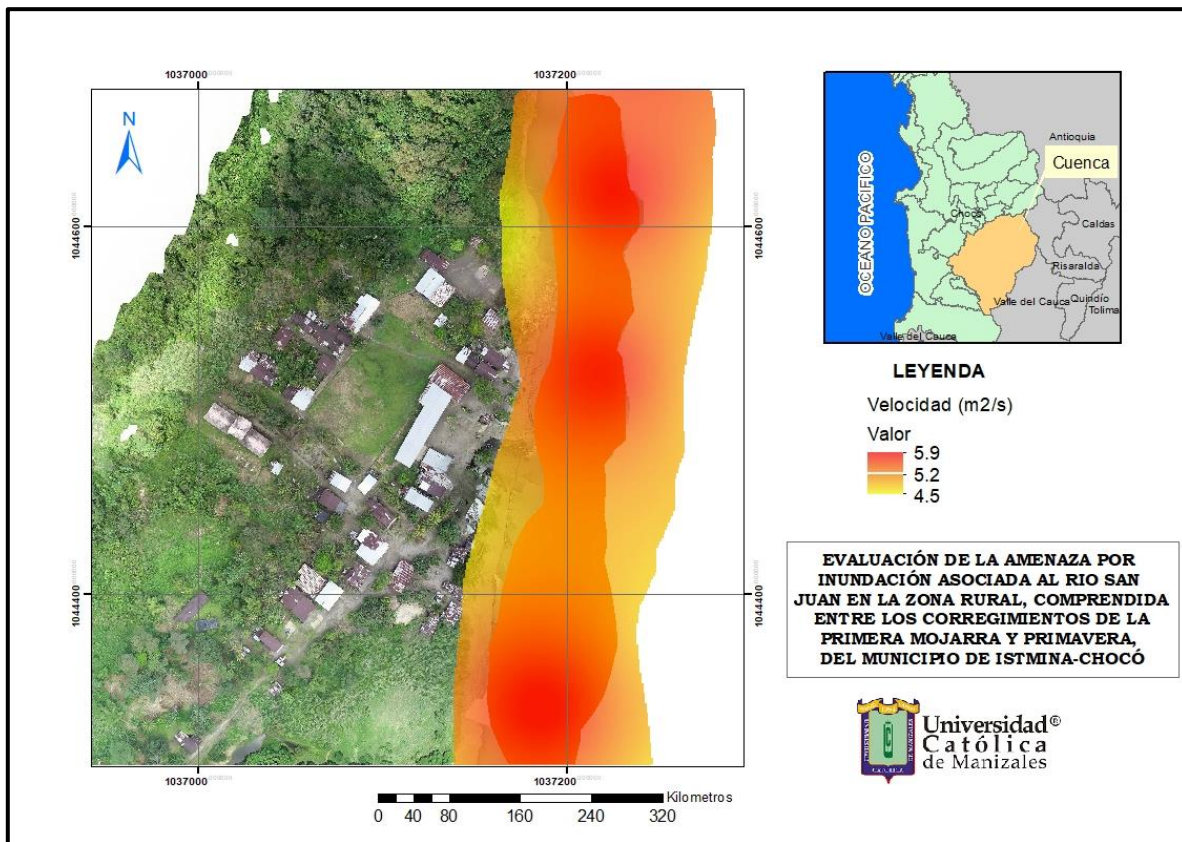 1037000
1037200
N
1044600
1044600
1044400
1044400
1037000
1037200
Kilometros
0 40 80 160 240 320
OCEANO PACIFICO
Antioquia
Cuenca
Chocó
Caldas
Risaralda
Valle del Cauca
Quindío
Tolima
Valle del Cauca
LEYENDA
Velocidad (m2/s)
Valor
5.9
5.2
4.5
EVALUACIÓN DE LA AMENAZA POR
INUNDACIÓN ASOCIADA AL RIO SAN
JUAN EN LA ZONA RURAL, COMPRENDIDA
ENTRE LOS CORREGIMIENTOS DE LA
PRIMERA MOJARRA Y PRIMAVERA,
DEL MUNICIPIO DE ISTMINA-CHOCÓ
Universidad®
Católica
de Manizales